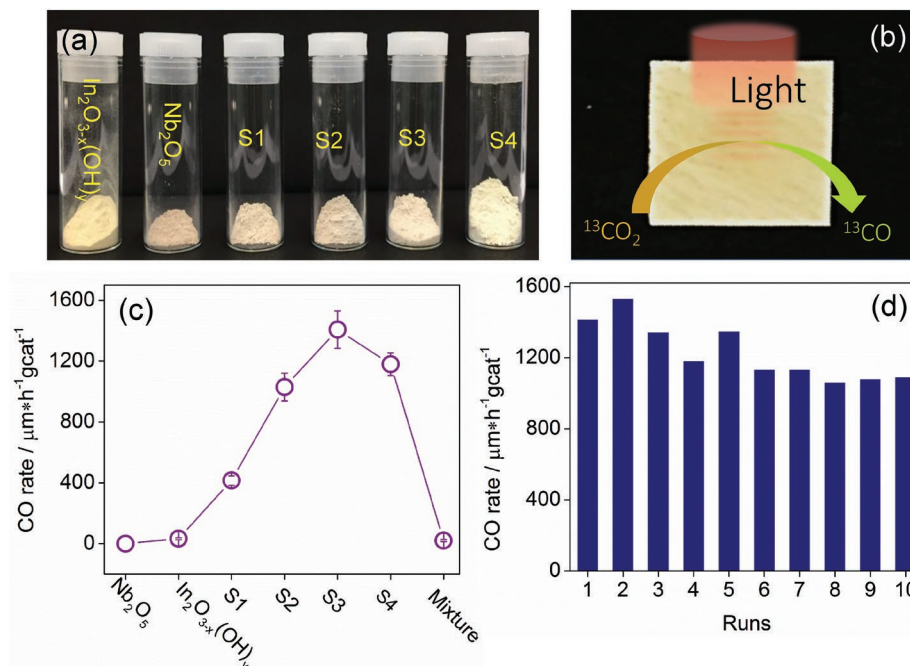 (a)
In₂O₃₋ₓ(OH)y
Nb₂O₅
S1
S2
S3
S4
(b)
Light
¹³CO₂
¹³CO
(c)
CO rate / μm*h⁻¹gcat⁻¹
1600
1200
800
400
0
Nb₂O₅
In₂O₃₋ₓ(OH)y
S1
S2
S3
S4
Mixture
(d)
CO rate / μm*h⁻¹gcat⁻¹
1600
1200
800
400
0
1 2 3 4 5 6 7 8 9 10
Runs